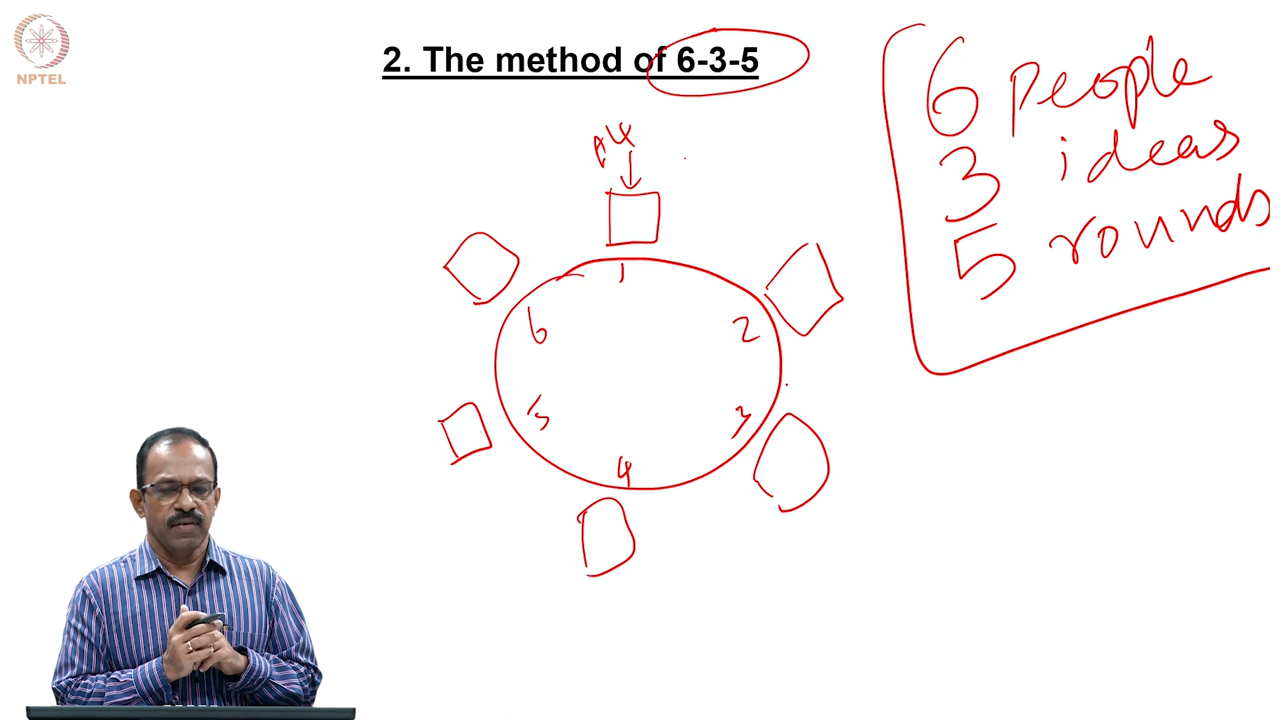 NPTEL
2. The method of 6-3-5
6 people
3 ideas
5 rounds
A4
1
6
2
5
3
4